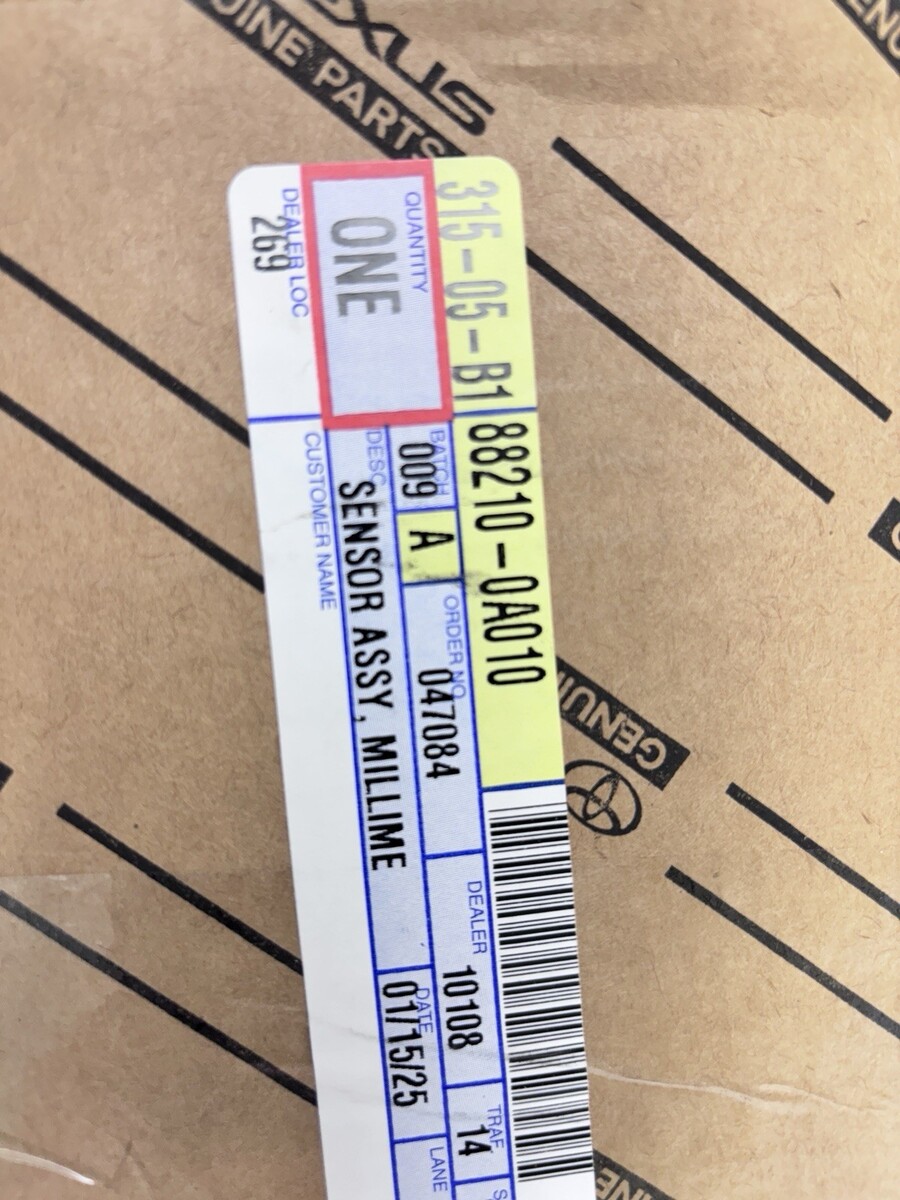 LEXUS
GENUINE PARTS
315-05-B1 88210-0A010
QUANTITY
ONE
DEALER LOC
269
BATCH
009
A
ORDER NO.
047084
DEALER
10108
TRAF
14
DESC
SENSOR ASSY, MILLIME
DATE
01/15/25
LANE
CUSTOMER NAME
GENUIN